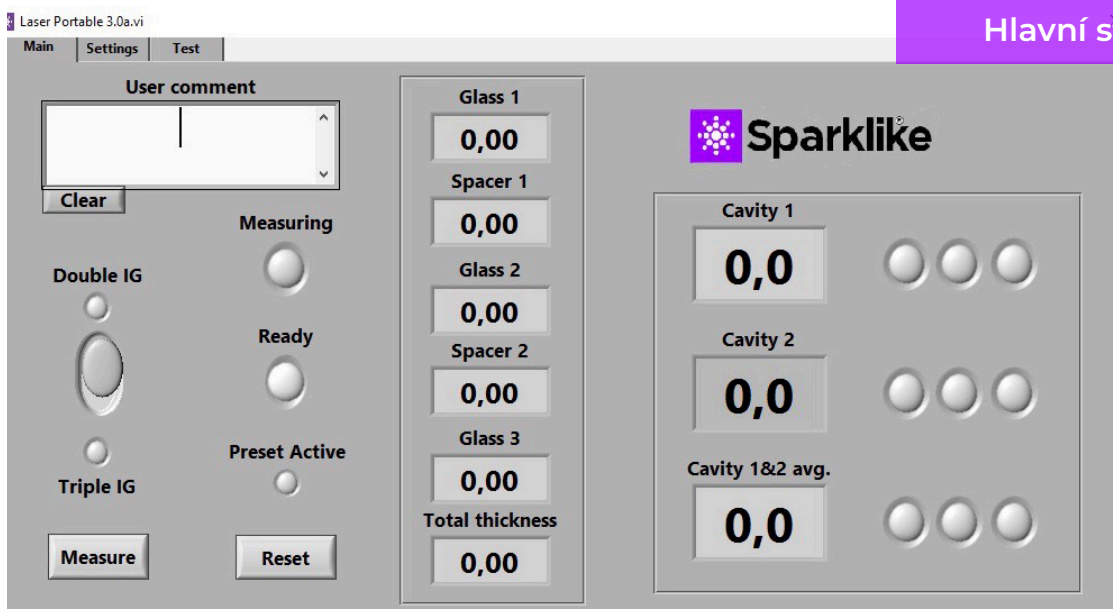 Laser Portable 3.0a.vi
Hlavní s
Main Settings Test
User comment
Clear
Measuring
Double IG
Ready
Preset Active
Triple IG
Measure
Reset
Glass 1
0,00
Spacer 1
0,00
Glass 2
0,00
Spacer 2
0,00
Glass 3
0,00
Total thickness
0,00
Sparklike®
Cavity 1
0,0
Cavity 2
0,0
Cavity 1&2 avg.
0,0